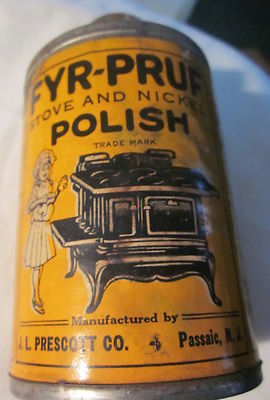 FYR-PRUF
STOVE AND NICKEL
POLISH
TRADE MARK
Manufactured by
J. L. PRESCOTT CO. Passaic, N. J.